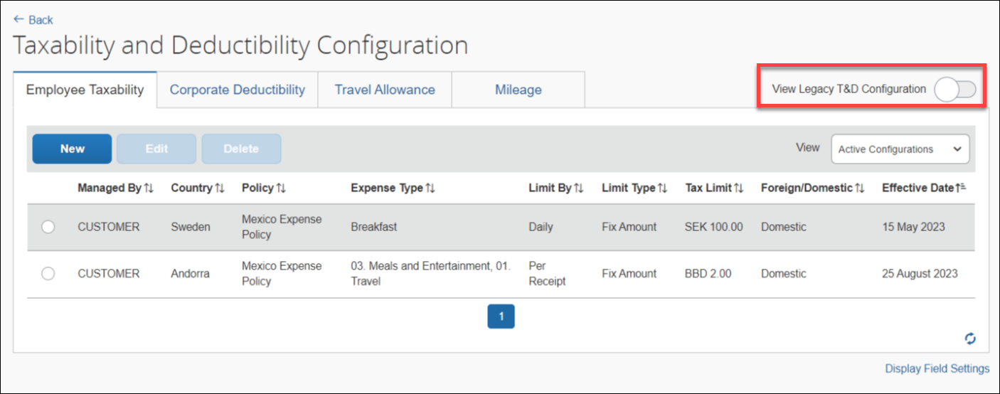 Back
Taxability and Deductibility Configuration
Employee Taxability Corporate Deductibility Travel Allowance Mileage View Legacy T&D Configuration
New Edit Delete View Active Configurations
Managed By Country Policy Expense Type Limit By Limit Type Tax Limit Foreign/Domestic Effective Date
CUSTOMER Sweden Mexico Expense Policy Breakfast Daily Fix Amount SEK 100.00 Domestic 15 May 2023
CUSTOMER Andorra Mexico Expense Policy 03. Meals and Entertainment, 01. Travel Per Receipt Fix Amount BBD 2.00 Domestic 25 August 2023
1
Display Field Settings